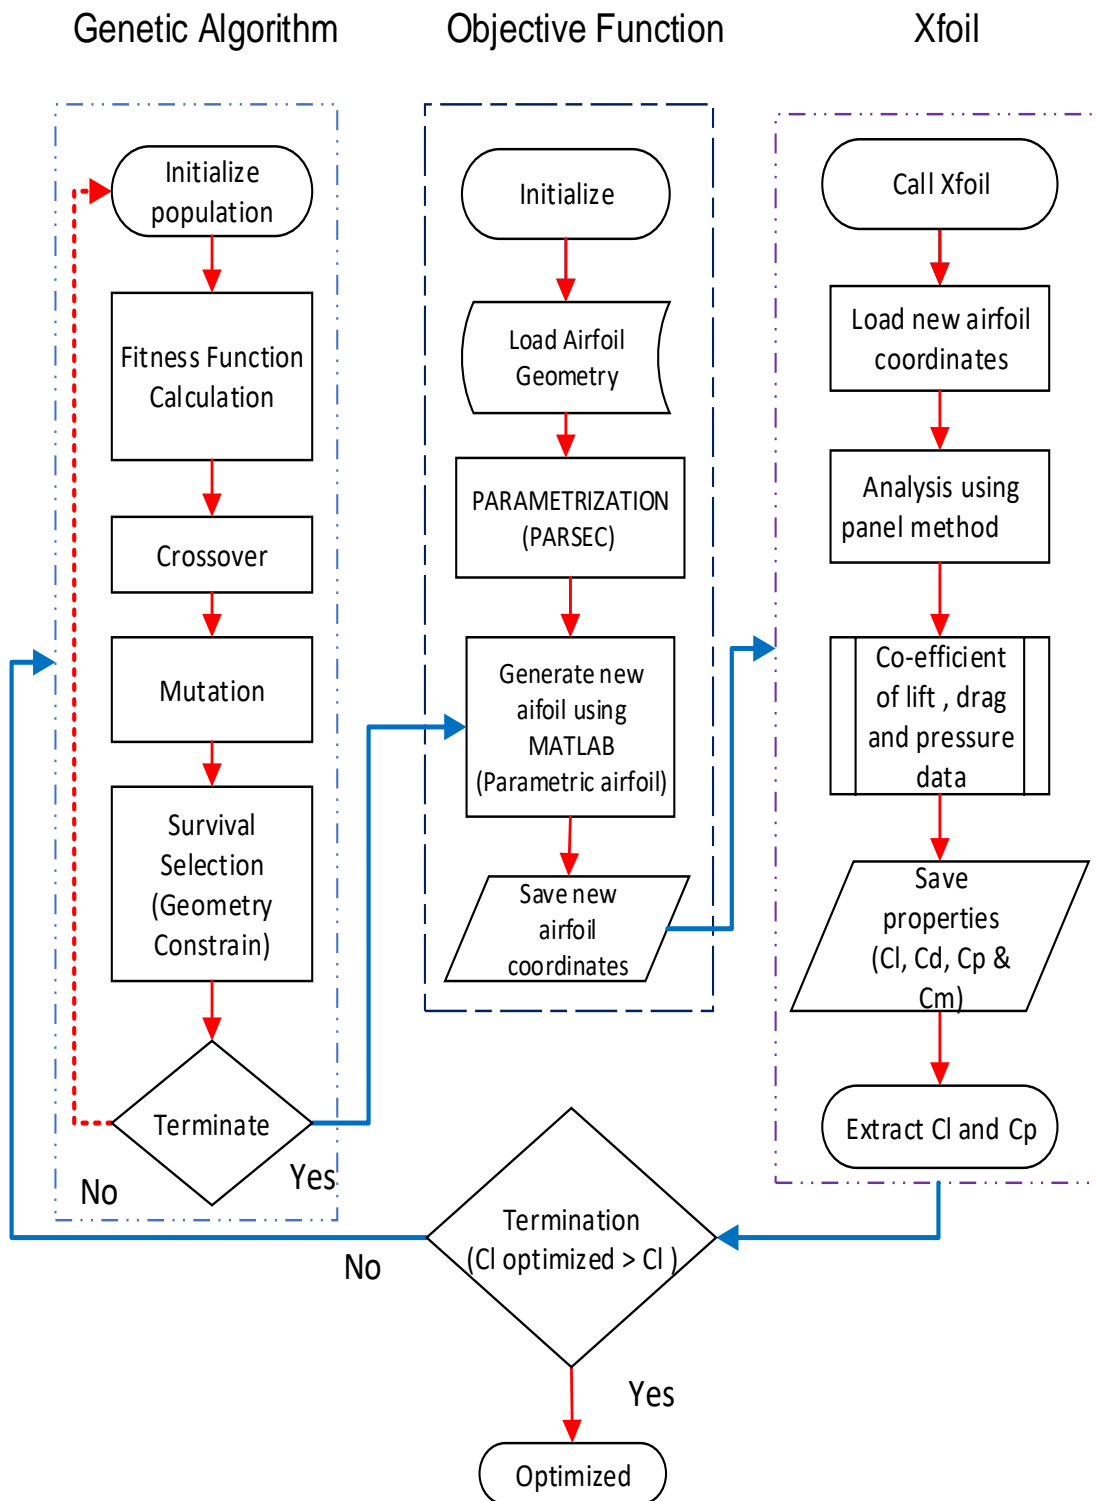 Genetic Algorithm
Objective Function
Xfoil
Initialize
population
Fitness Function
Calculation
Crossover
Mutation
Survival
Selection
(Geometry
Constrain)
Terminate
No
Yes
Initialize
Load Airfoil
Geometry
PARAMETRIZATION
(PARSEC)
Generate new
aifoil using
MATLAB
(Parametric airfoil)
Save new
airfoil
coordinates
Call Xfoil
Load new airfoil
coordinates
Analysis using
panel method
Co-efficient
of lift , drag
and pressure
data
Save
properties
(Cl, Cd, Cp &
Cm)
Extract Cl and Cp
Termination
(Cl optimized > Cl )
No
Yes
Optimized